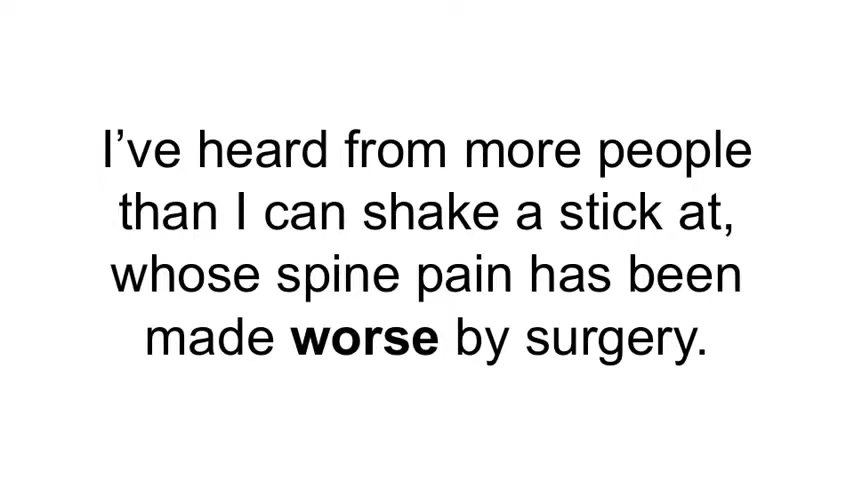 I’ve heard from more people
than I can shake a stick at,
whose spine pain has been
made worse by surgery.